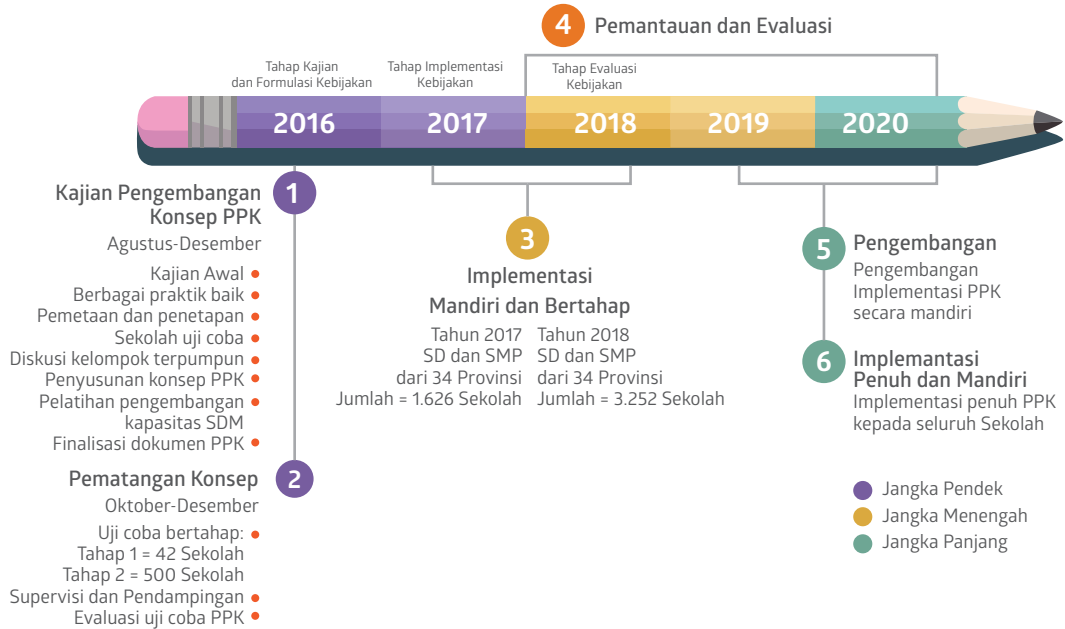 4 Pemantauan dan Evaluasi
Tahap Kajian
dan Formulasi Kebijakan
Tahap Implementasi
Kebijakan
Tahap Evaluasi
Kebijakan
2016
2017
2018
2019
2020
1
Kajian Pengembangan
Konsep PPK
Agustus-Desember
Kajian Awal •
Berbagai praktik baik •
Pemetaan dan penetapan •
Sekolah uji coba •
Diskusi kelompok terpumpun •
Penyusunan konsep PPK •
Pelatihan pengembangan •
kapasitas SDM
Finalisasi dokumen PPK •
2
Pematangan Konsep
Oktober-Desember
Uji coba bertahap: •
Tahap 1 = 42 Sekolah
Tahap 2 = 500 Sekolah
Supervisi dan Pendampingan •
Evaluasi uji coba PPK •
3
Implementasi
Mandiri dan Bertahap
Tahun 2017
SD dan SMP
dari 34 Provinsi
Jumlah = 1.626 Sekolah
Tahun 2018
SD dan SMP
dari 34 Provinsi
Jumlah = 3.252 Sekolah
5
Pengembangan
Pengembangan
Implementasi PPK
secara mandiri
6
Implemantasi
Penuh dan Mandiri
Implementasi penuh PPK
kepada seluruh Sekolah
Jangka Pendek
Jangka Menengah
Jangka Panjang